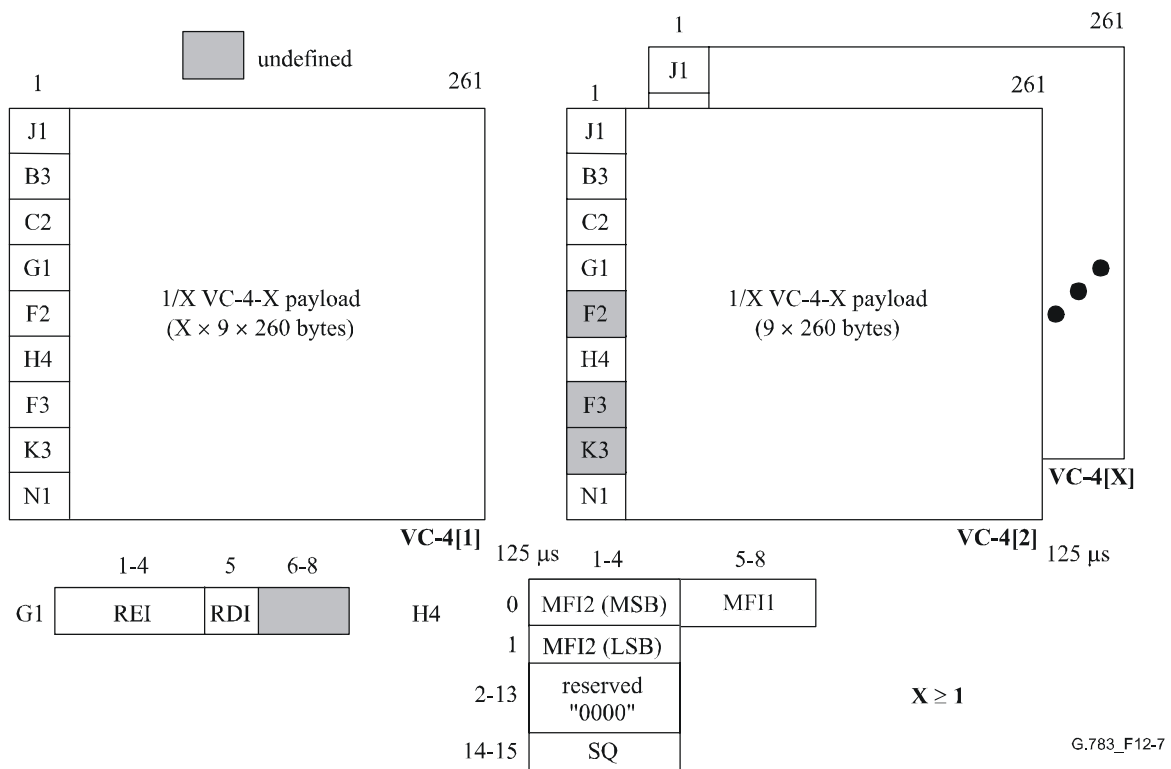 undefined
1
261
J1
B3
C2
G1
F2
H4
F3
K3
N1
1/X VC-4-X payload
(X × 9 × 260 bytes)
VC-4[1]
125 μs
1
261
J1
1
261
J1
B3
C2
G1
F2
H4
F3
K3
N1
1/X VC-4-X payload
(9 × 260 bytes)
VC-4[X]
VC-4[2]
125 μs
1-4
5
6-8
G1
REI
RDI
H4
1-4
5-8
0
MFI2 (MSB)
MFI1
1
MFI2 (LSB)
2-13
reserved
"0000"
14-15
SQ
X ≥ 1
G.783_F12-7